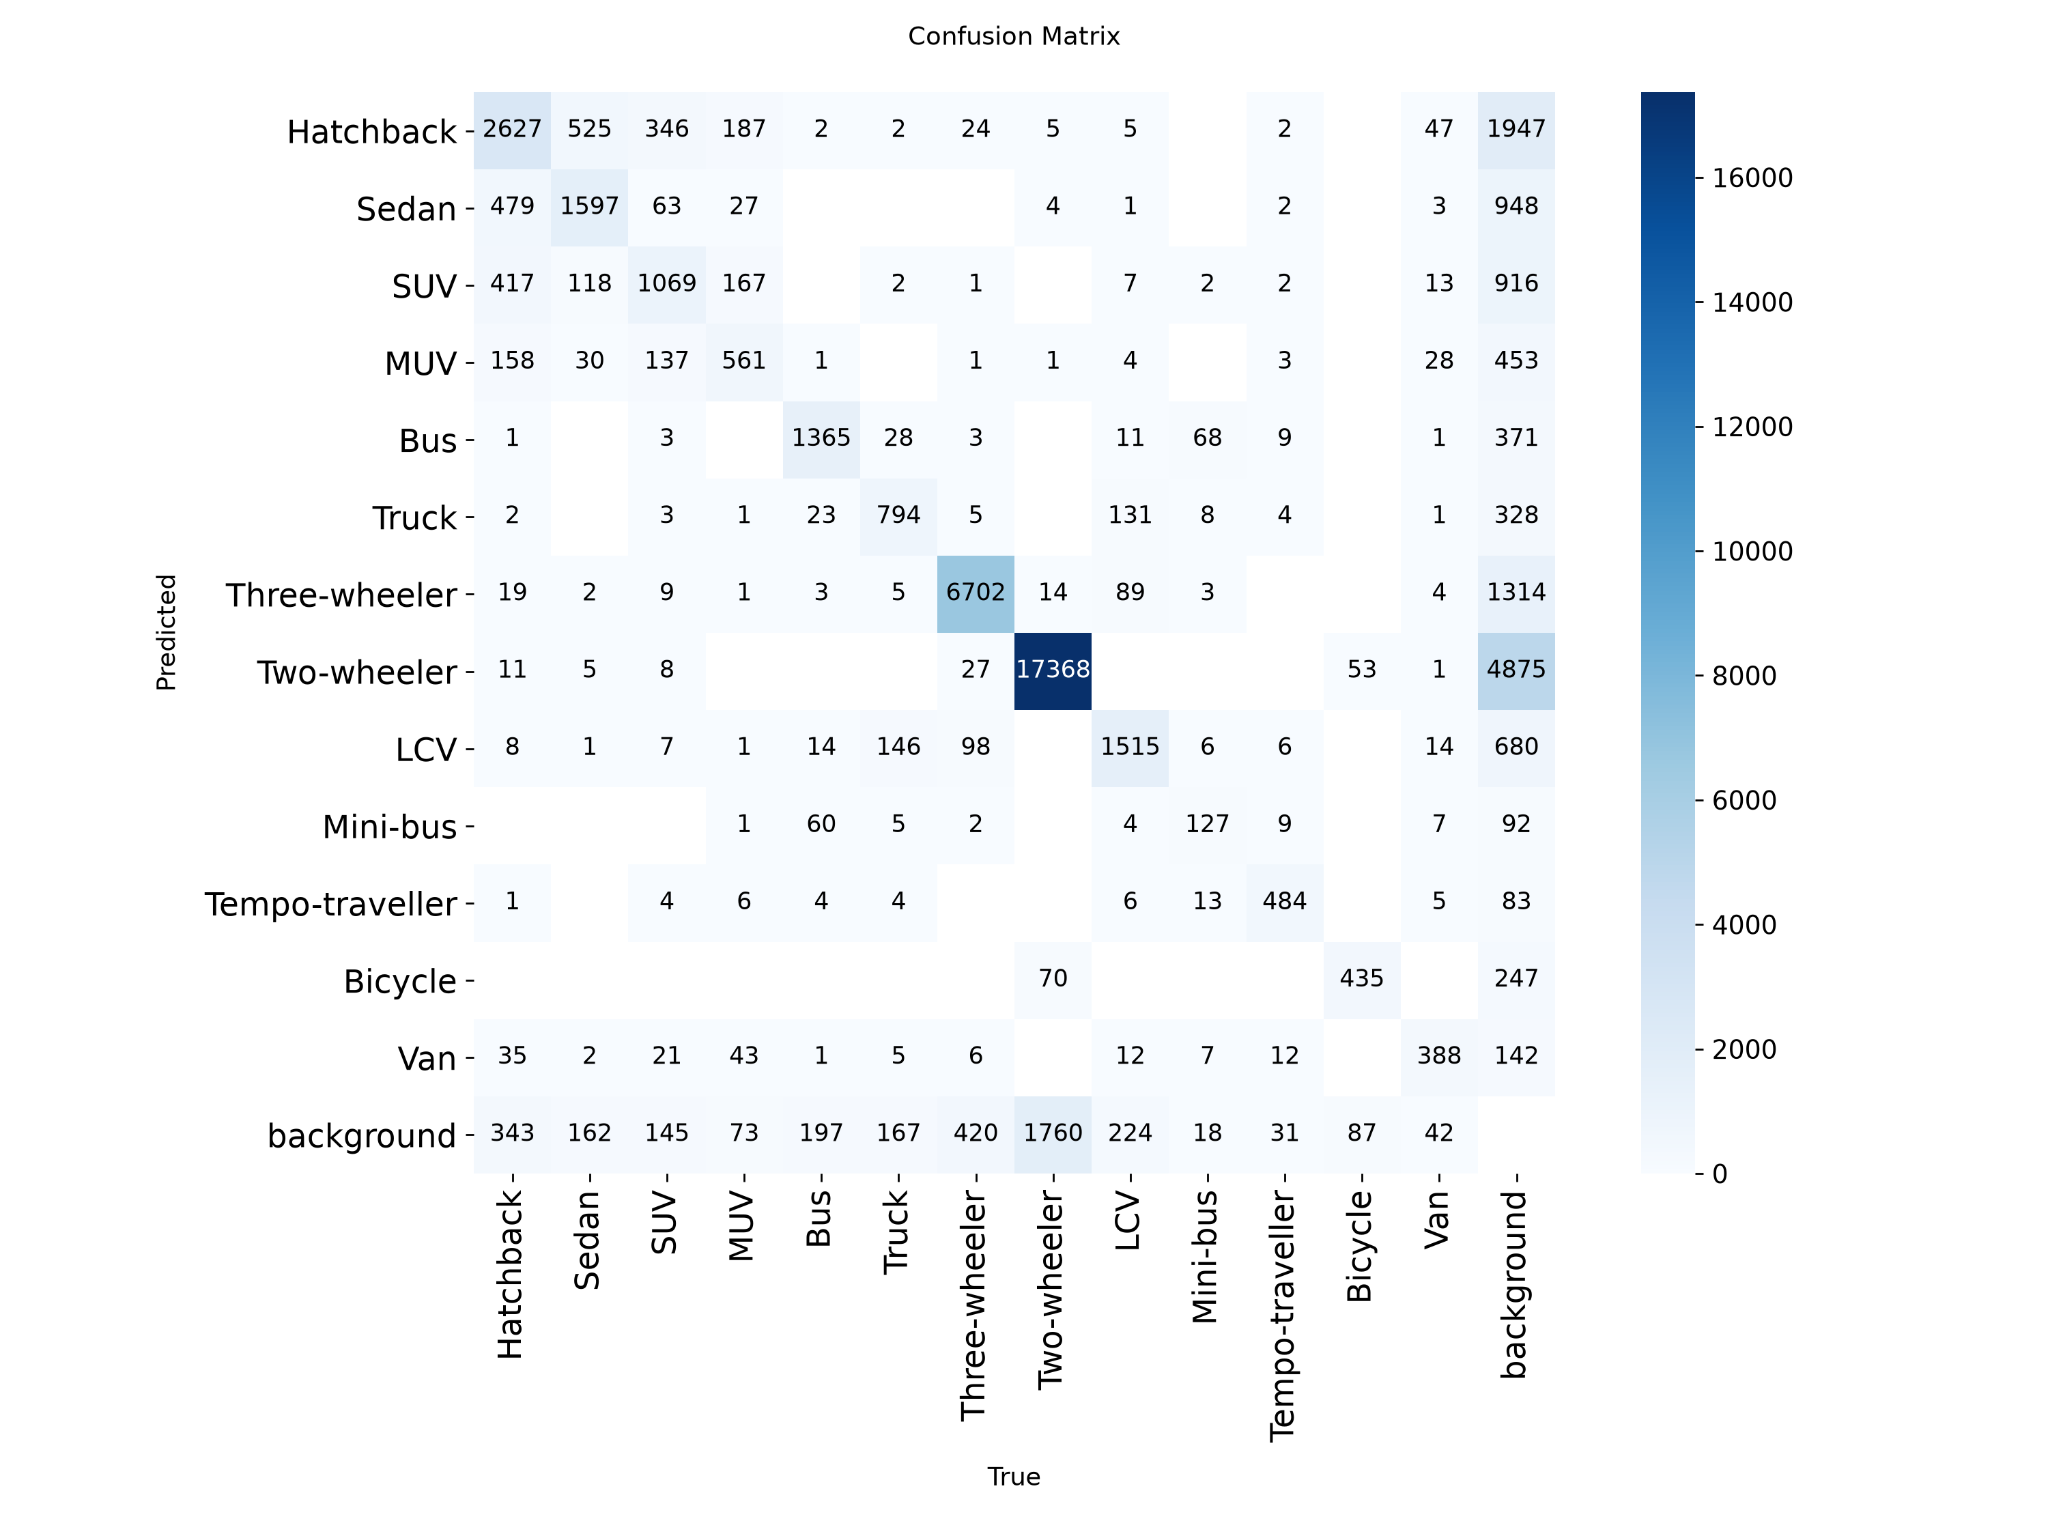 Confusion Matrix
Hatchback 2627 525 346 187 2 2 24 5 5 2 47 1947
Sedan 479 1597 63 27 4 1 2 3 948
SUV 417 118 1069 167 2 1 7 2 2 13 916
MUV 158 30 137 561 1 1 1 4 3 28 453
Bus 1 3 1365 28 3 11 68 9 1 371
Truck 2 3 1 23 794 5 131 8 4 1 328
Three-wheeler 19 2 9 1 3 5 6702 14 89 3 4 1314
Two-wheeler 11 5 8 27 17368 53 1 4875
LCV 8 1 7 1 14 146 98 1515 6 6 14 680
Mini-bus 1 60 5 2 4 127 9 7 92
Tempo-traveller 1 4 6 4 4 6 13 484 5 83
Bicycle 70 435 247
Van 35 2 21 43 1 5 6 12 7 12 388 142
background 343 162 145 73 197 167 420 1760 224 18 31 87 42
Hatchback Sedan SUV MUV Bus Truck Three-wheeler Two-wheeler LCV Mini-bus Tempo-traveller Bicycle Van background
True
Predicted
16000
14000
12000
10000
8000
6000
4000
2000
0